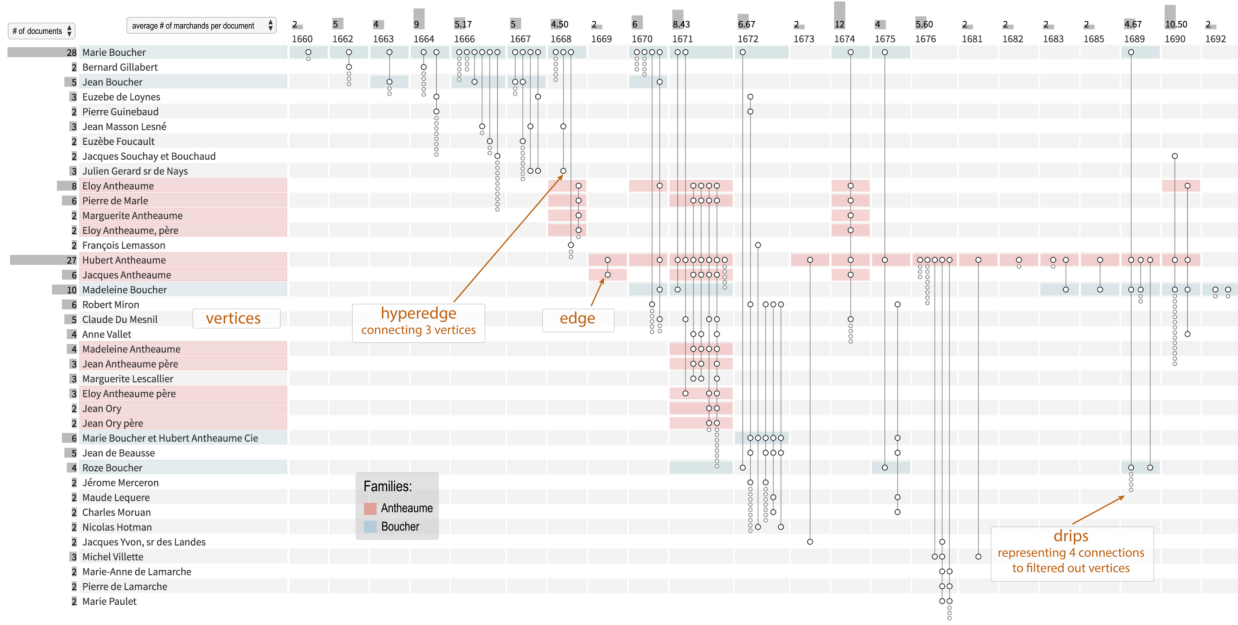 # of documents
average # of marchands per document
2 5 4 9 5.17 5 4.50 2 6 8.43 6.67 2 12 4 5.60 2 2 2 2 4.67 10.50 2
1660 1662 1663 1664 1666 1667 1668 1669 1670 1671 1672 1673 1674 1675 1676 1681 1682 1683 1685 1689 1690 1692
28 Marie Boucher
2 Bernard Gillabert
5 Jean Boucher
3 Euzebe de Loynes
2 Pierre Guinebaud
3 Jean Masson Lesné
2 Euzèbe Foucault
2 Jacques Souchay et Bouchaud
3 Julien Gerard sr de Nays
8 Eloy Antheaume
6 Pierre de Marle
2 Marguerite Antheaume
2 Eloy Antheaume, père
2 François Lemasson
27 Hubert Antheaume
6 Jacques Antheaume
10 Madeleine Boucher
6 Robert Miron
5 Claude Du Mesnil
4 Anne Vallet
4 Madeleine Antheaume
3 Jean Antheaume père
3 Marguerite Lescallier
3 Eloy Antheaume père
2 Jean Ory
2 Jean Ory père
6 Marie Boucher et Hubert Antheaume Cie
5 Jean de Beausse
4 Roze Boucher
2 Jérome Merceron
2 Maude Lequere
2 Charles Moruan
2 Nicolas Hotman
2 Jacques Yvon, sr des Landes
3 Michel Villette
2 Marie-Anne de Lamarche
2 Pierre de Lamarche
2 Marie Paulet
vertices
hyperedge
connecting 3 vertices
edge
Families:
Antheaume
Boucher
drips
representing 4 connections
to filtered out vertices